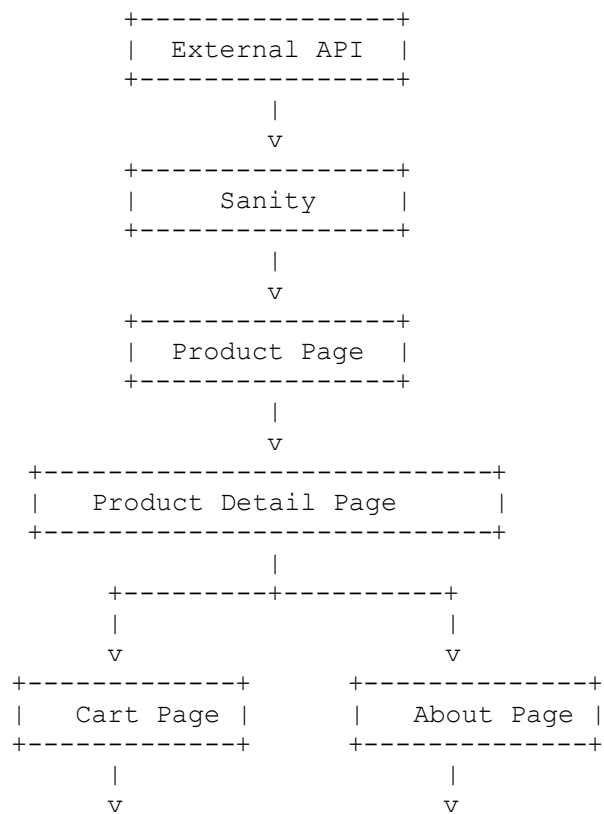 External API
Sanity
Product Page
Product Detail Page
Cart Page
About Page